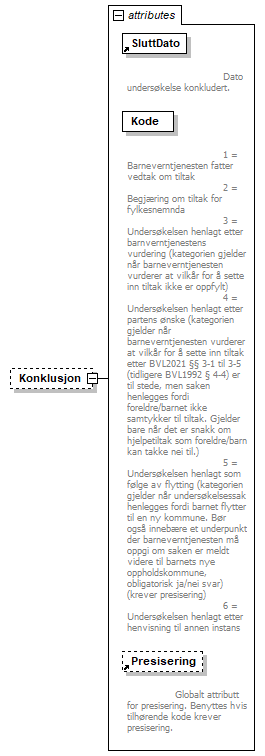 attributes
SluttDato
Dato
undersøkelse konkludert.
Kode
1 =
Barneverntjenesten fatter
vedtak om tiltak
2 =
Begjæring om tiltak for
fylkesnemnda
3 =
Undersøkelsen henlagt etter
barnverntjenestens
vurdering (kategorien gjelder
når barneverntjenesten
vurderer at vilkår for å sette
inn tiltak ikke er oppfylt)
4 =
Undersøkelsen henlagt etter
partens ønske (kategorien
gjelder når
barneverntjenesten vurderer
at vilkår for å sette inn tiltak
etter BVL2021 §§ 3-1 til 3-5
(tidligere BVL1992 § 4-4) er
til stede, men saken
henlegges fordi
foreldre/barnet ikke
samtykker til tiltak. Gjelder
bare når det er snakk om
hjelpetiltak som foreldre/barn
kan takke nei til.)
Konklusjon
5 =
Undersøkelsen henlagt som
følge av flytting (kategorien
gjelder når undersøkelsessak
henlegges fordi barnet flytter
til en ny kommune. Bør
også innebære et underpunkt
der barneverntjenesten må
oppgi om saken er meldt
videre til barnets nye
oppholdskommune,
obligatorisk ja/nei svar)
(krever presisering)
6 =
Undersøkelsen henlagt etter
henvisning til annen instans
Presisering
Globalt attributt
for presisering. Benyttes hvis
tilhørende kode krever
presisering.